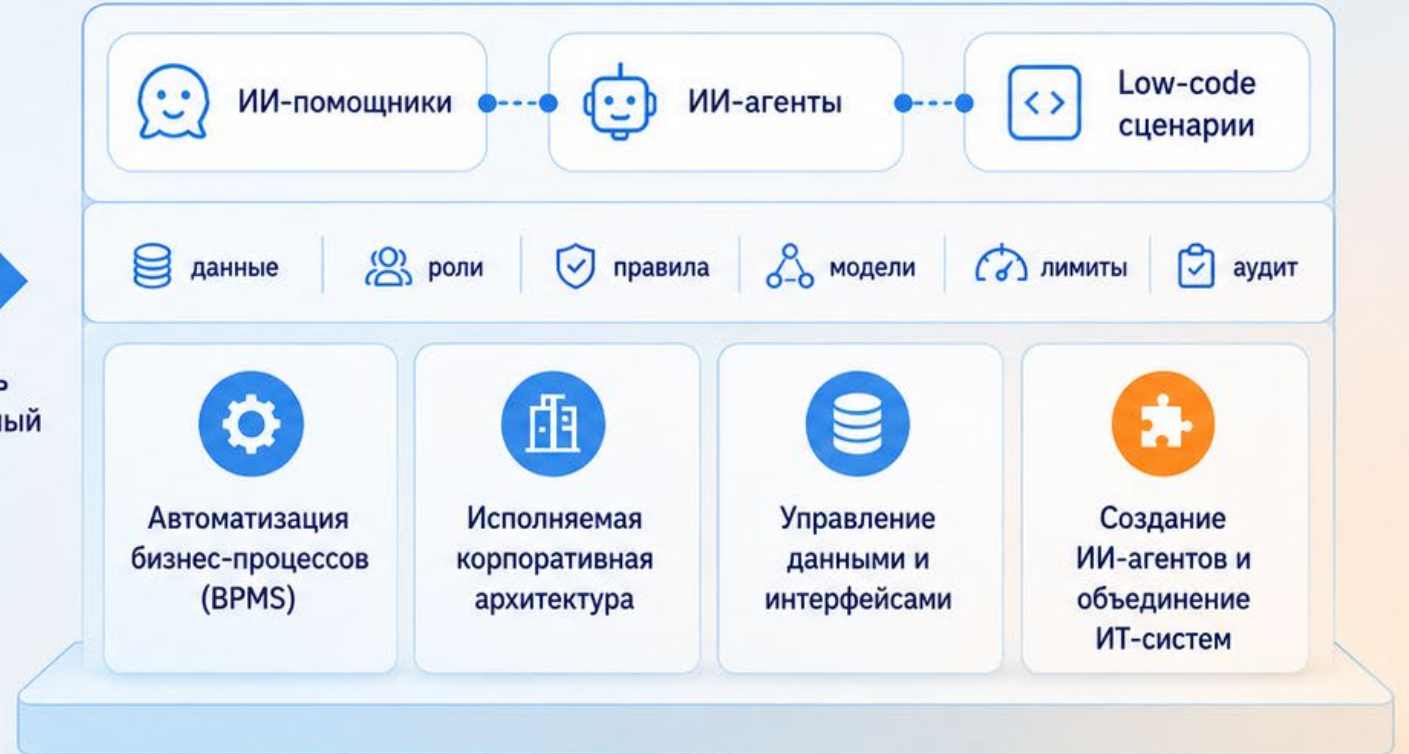 ИИ-помощники
ИИ-агенты
Low-code
сценарии
данные
роли
правила
модели
лимиты
аудит
Автоматизация
бизнес-процессов
(BPMS)
Исполняемая
корпоративная
архитектура
Управление
данными и
интерфейсами
Создание
ИИ-агентов и
объединение
ИТ-систем